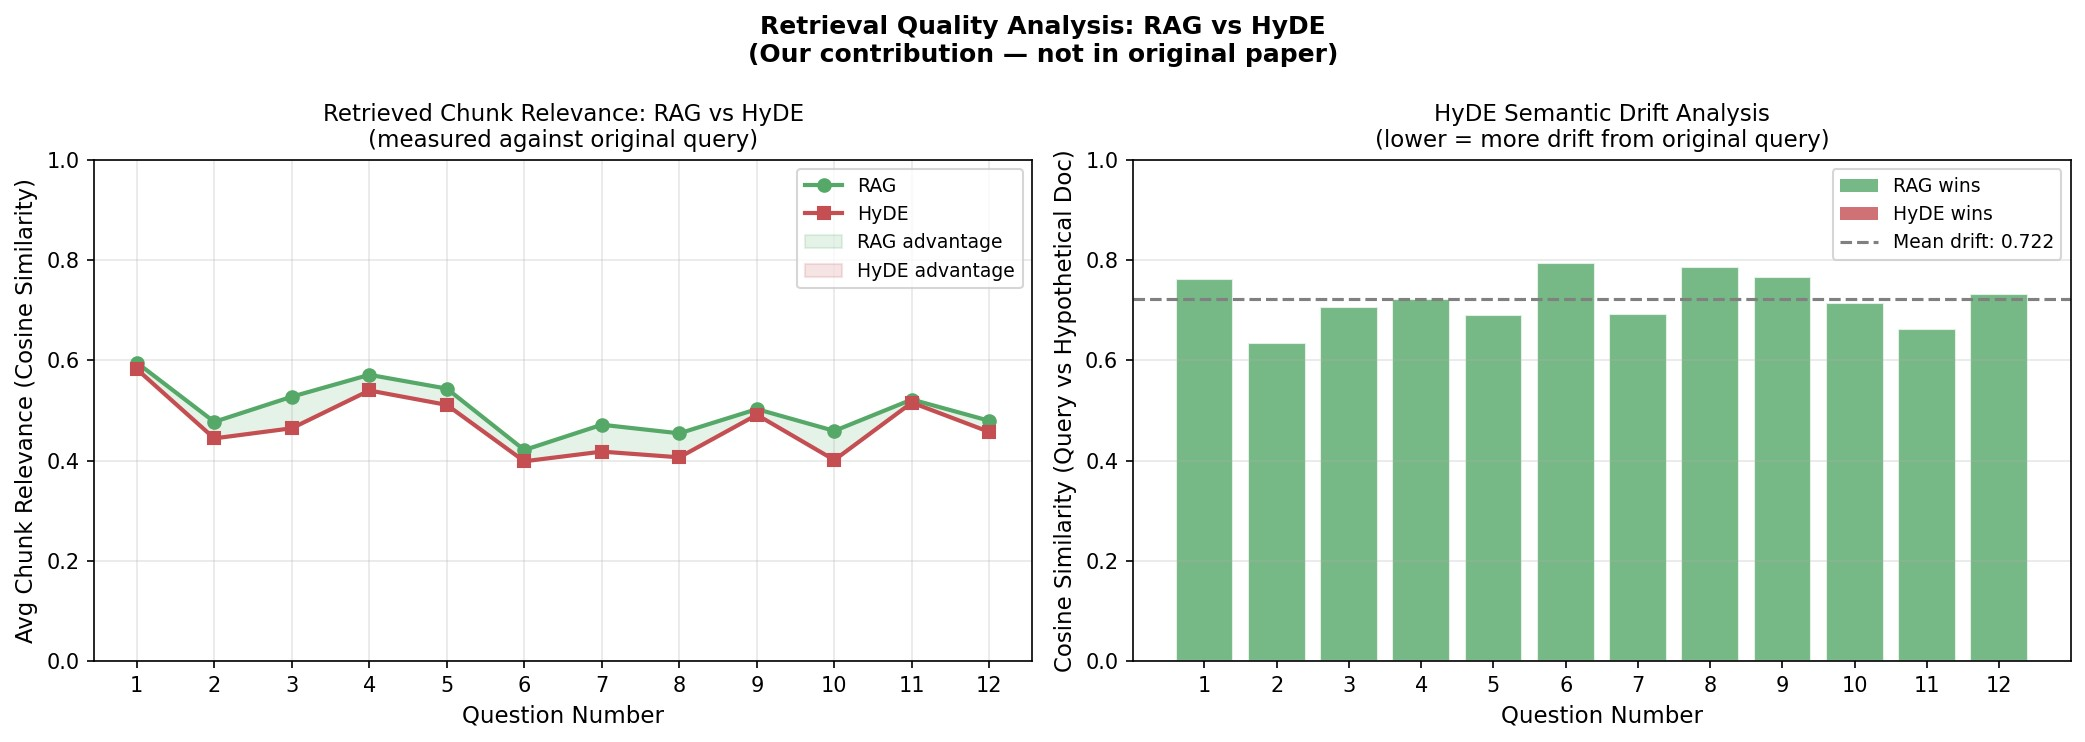 Retrieval Quality Analysis: RAG vs HyDE
(Our contribution — not in original paper)
Retrieved Chunk Relevance: RAG vs HyDE
(measured against original query)
Avg Chunk Relevance (Cosine Similarity)
1.0
0.8
0.6
0.4
0.2
0.0
RAG
HyDE
RAG advantage
HyDE advantage
1 2 3 4 5 6 7 8 9 10 11 12
Question Number
HyDE Semantic Drift Analysis
(lower = more drift from original query)
Cosine Similarity (Query vs Hypothetical Doc)
1.0
0.8
0.6
0.4
0.2
0.0
RAG wins
HyDE wins
Mean drift: 0.722
1 2 3 4 5 6 7 8 9 10 11 12
Question Number